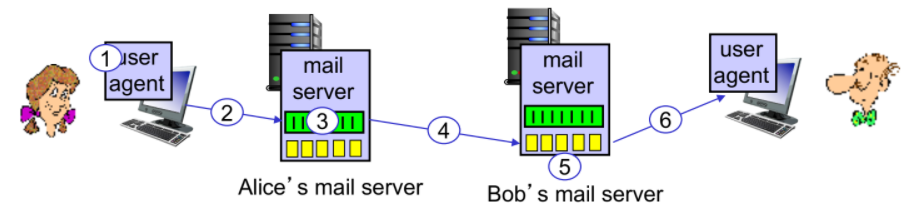 1 user
agent
2
mail
server
3
Alice's mail server
4
mail
server
5
Bob's mail server
6
user
agent